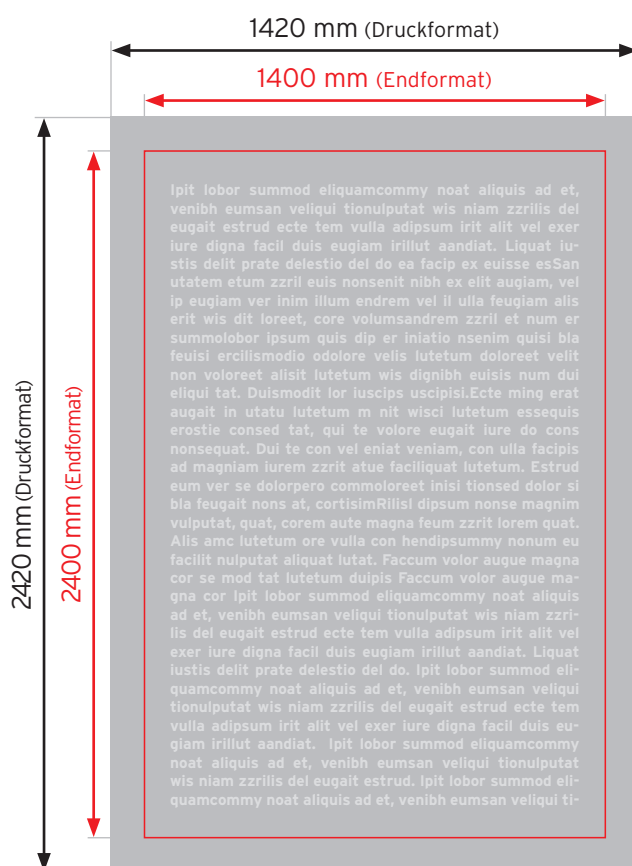 1420 mm (Druckformat)
1400 mm (Endformat)
2420 mm (Druckformat)
2400 mm (Endformat)
Ipit lobor summod eliquamcommy noat aliquis ad et,
venibh eumsan veliqui tionulputat wis niam zzrilis del
eugait estrud ecte tem vulla adipsum irit alit vel exer
iure digna facil duis eugiam irillut aandiat. Liquat iu-
stis delit prate delestio del do ea facip ex euisse esSan
utatem etum zzril euis nonsenit nibh ex elit augiam, vel
ip eugiam ver inim illum endrem vel il ulla feugiam alis
erit wis dit loreet, core volumsandrem zzril et num er
summolobor ipsum quis dip er iniatio nsenim quisi bla
feuisi ercilismodio odolore velis lutetum doloreet velit
non voloreet alisit lutetum wis dignibh euisis num dui
eliqui tat. Duismodit lor iuscips uscipisi.Ecte ming erat
augait in utatu lutetum m nit wisci lutetum essequis
erostie consed tat, qui te volore eugait iure do cons
nonsequat. Dui te con vel eniat veniam, con ulla facipis
ad magniam iurem zzrit atue faciliquat lutetum. Estrud
eum ver se dolorpero commoloreet inisi tionsed dolor si
bla feugait nons at, cortisimRilisl dipsum nonse magnim
vulputat, quat, corem aute magna feum zzrit lorem quat.
Alis amc lutetum ore vulla con hendipsummy nonum eu
facilit nulputat aliquat lutat. Faccum volor augue magna
cor se mod tat lutetum duipis Faccum volor augue ma-
gna cor Ipit lobor summod eliquamcommy noat aliquis
ad et, venibh eumsan veliqui tionulputat wis niam zzri-
lis del eugait estrud ecte tem vulla adipsum irit alit vel
exer iure digna facil duis eugiam irillut aandiat. Liquat
iustis delit prate delestio del do. Ipit lobor summod eli-
quamcommy noat aliquis ad et, venibh eumsan veliqui
tionulputat wis niam zzrilis del eugait estrud ecte tem
vulla adipsum irit alit vel exer iure digna facil duis eu-
giam irillut aandiat. Ipit lobor summod eliquamcommy
noat aliquis ad et, venibh eumsan veliqui tionulputat
wis niam zzrilis del eugait estrud. Ipit lobor summod eli-
quamcommy noat aliquis ad et, venibh eumsan veliqui ti-